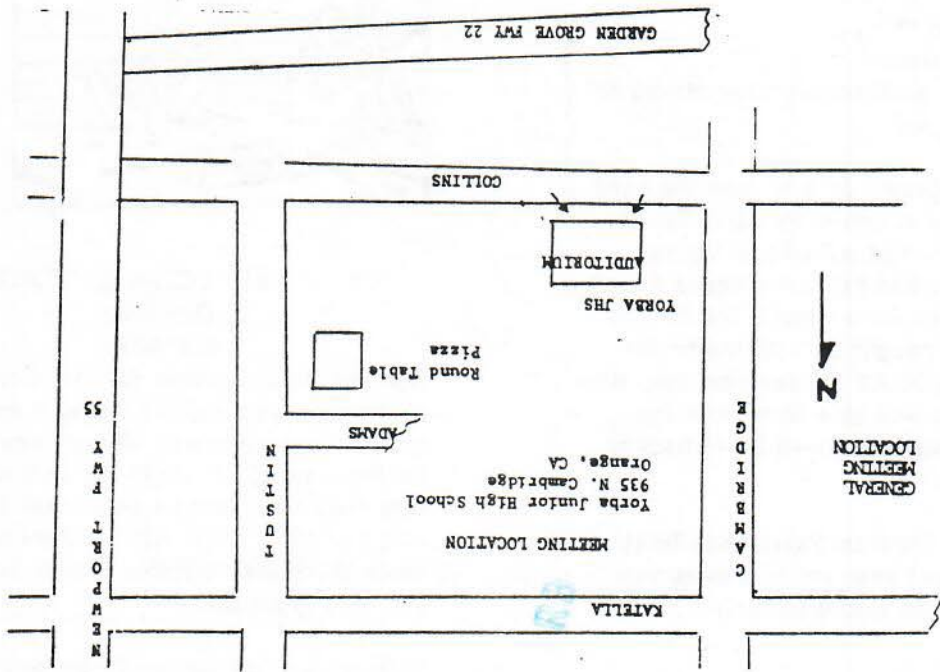 KATELLA
GENERAL
MEETING
LOCATION
N
CAMBRIDGE
MEETING LOCATION
Yorba Junior High School
935 N. Cambridge
Orange, CA
TUSTIN
NEWPORT FWY 55
ADAMS
Round Table
Pizza
YORBA JHS
AUDITORIUM
COLLINS
GARDEN GROVE FWY 22